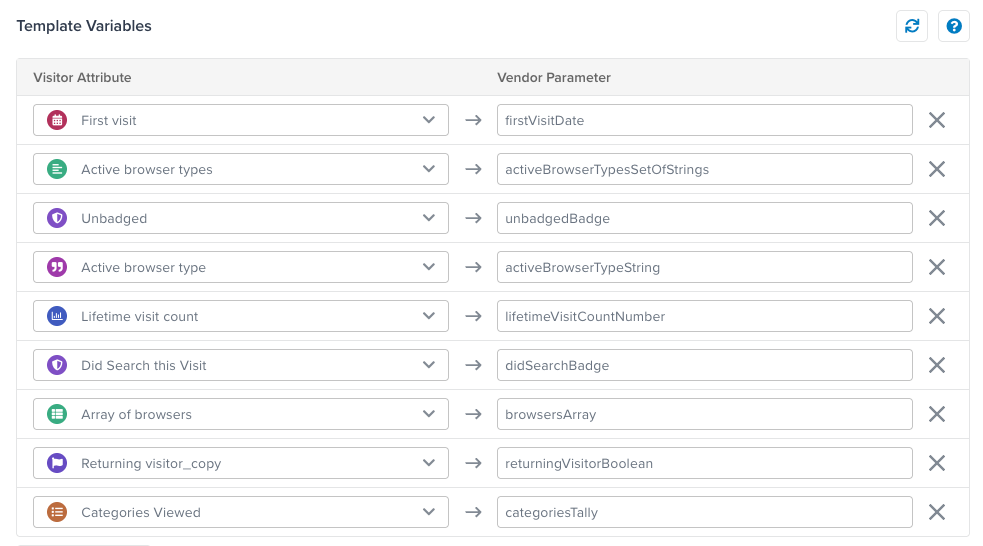 Template Variables
Visitor Attribute Vendor Parameter
First visit firstVisitDate
Active browser types activeBrowserTypesSetOfStrings
Unbadged unbadgedBadge
Active browser type activeBrowserTypeString
Lifetime visit count lifetimeVisitCountNumber
Did Search this Visit didSearchBadge
Array of browsers browsersArray
Returning visitor_copy returningVisitorBoolean
Categories Viewed categoriesTally